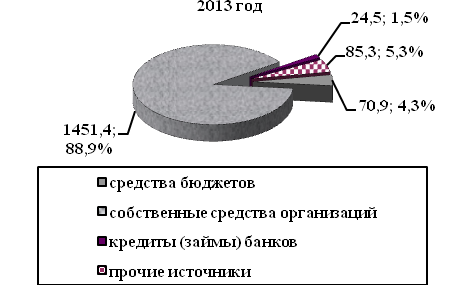 2013 год
24,5; 1,5%
85,3; 5,3%
70,9; 4,3%
1451,4;
88,9%
средства бюджетов
собственные средства организаций
кредиты (займы) банков
прочие источники